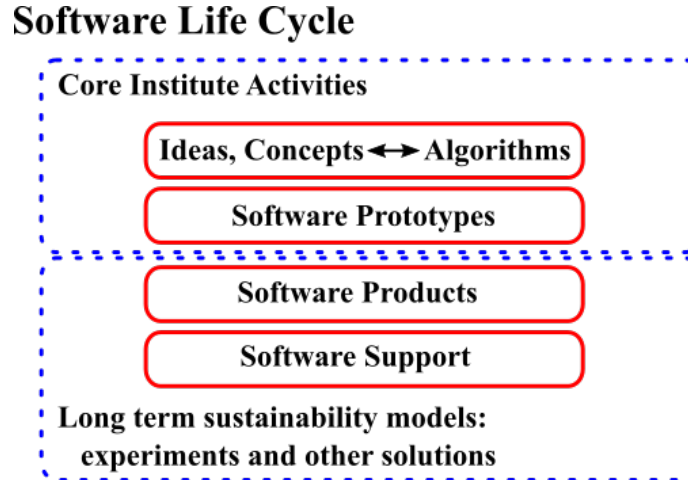 Software Life Cycle
Core Institute Activities
Ideas, Concepts ↔ Algorithms
Software Prototypes
Software Products
Software Support
Long term sustainability models:
experiments and other solutions